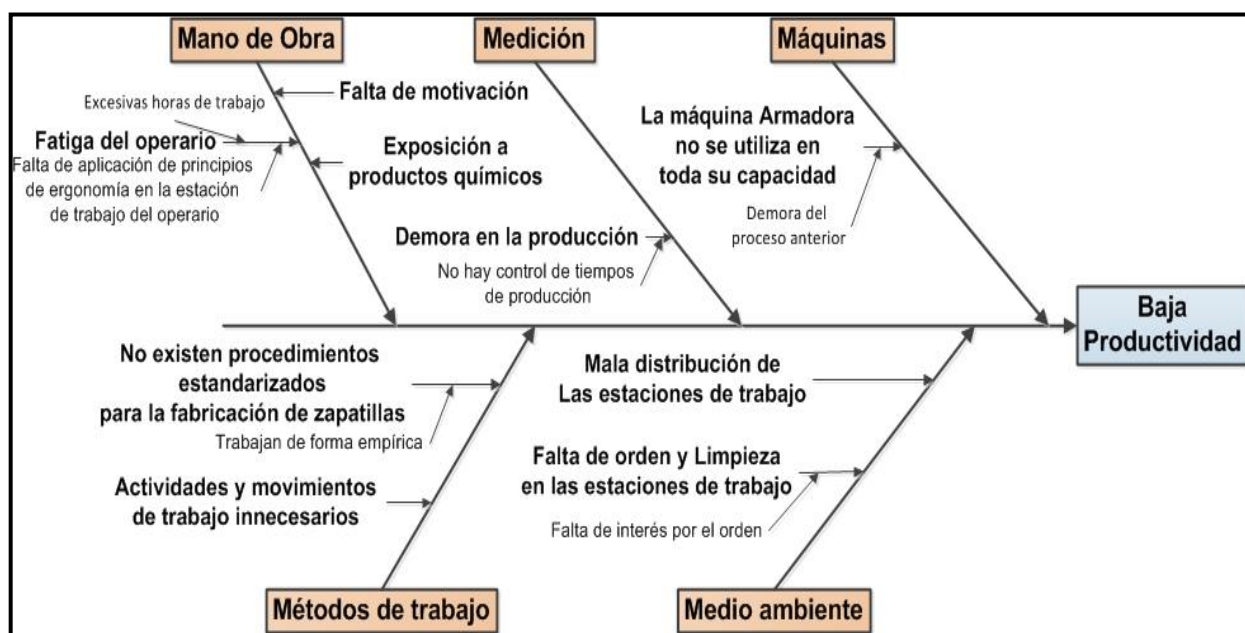 Mano de Obra
Medición
Máquinas
Falta de motivación
Excesivas horas de trabajo
Fatiga del operario
Falta de aplicación de principios
de ergonomía en la estación
de trabajo del operario
Exposición a
productos químicos
Demora en la producción
No hay control de tiempos
de producción
La máquina Armadora
no se utiliza en
toda su capacidad
Demora del
proceso anterior
Baja
Productividad
No existen procedimientos
estandarizados
para la fabricación de zapatillas
Trabajan de forma empírica
Actividades y movimientos
de trabajo innecesarios
Mala distribución de
Las estaciones de trabajo
Falta de orden y Limpieza
en las estaciones de trabajo
Falta de interés por el orden
Métodos de trabajo
Medio ambiente